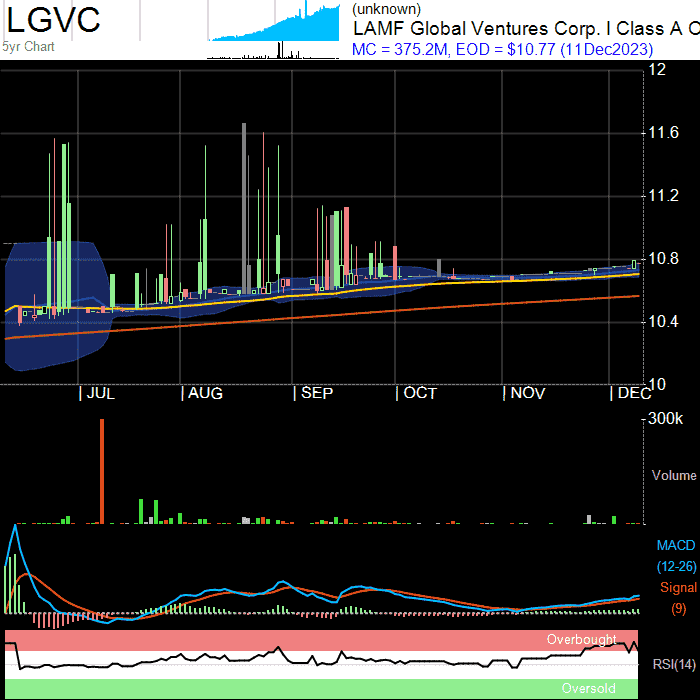 LGVC
5yr Chart
(unknown)
LAMF Global Ventures Corp. I Class A O
MC = 375.2M, EOD = $10.77 (11Dec2023)
12
11.6
11.2
10.8
10.4
10
JUL AUG SEP OCT NOV DEC
300k
Volume
MACD
(12-26)
Signal
(9)
Overbought
RSI(14)
Oversold